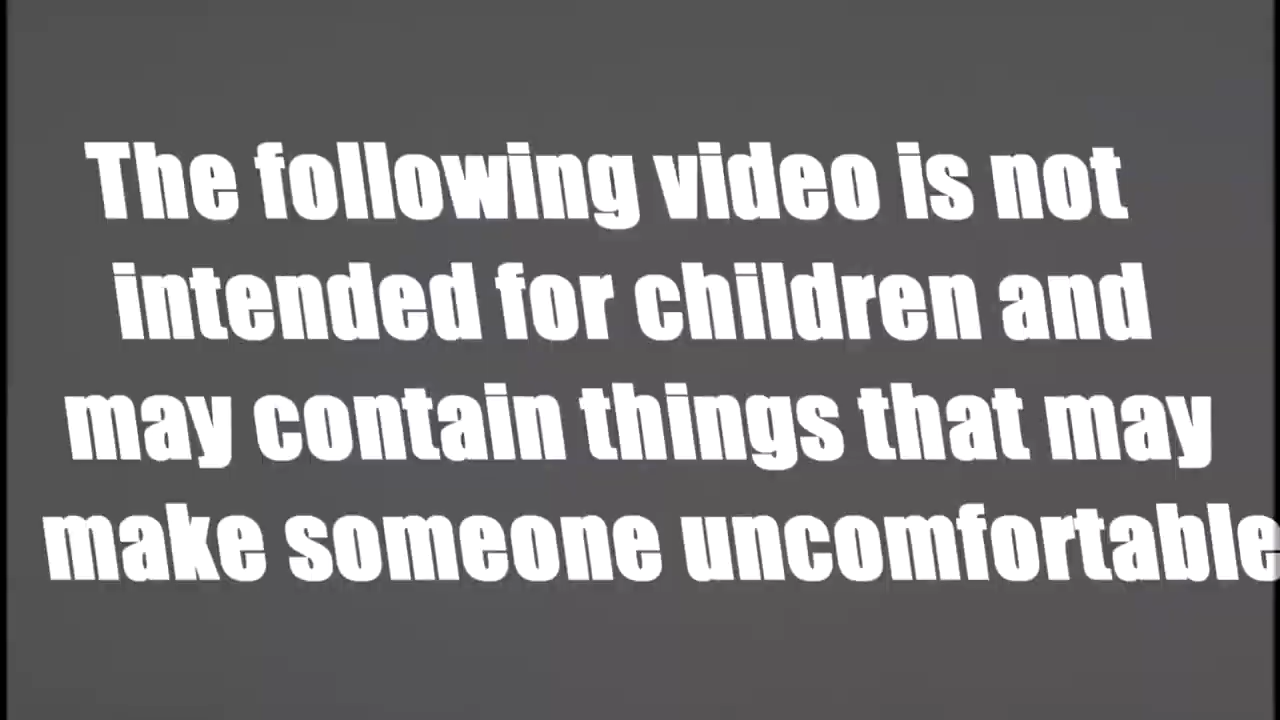 The following video is not
intended for children and
may contain things that may
make someone uncomfortable